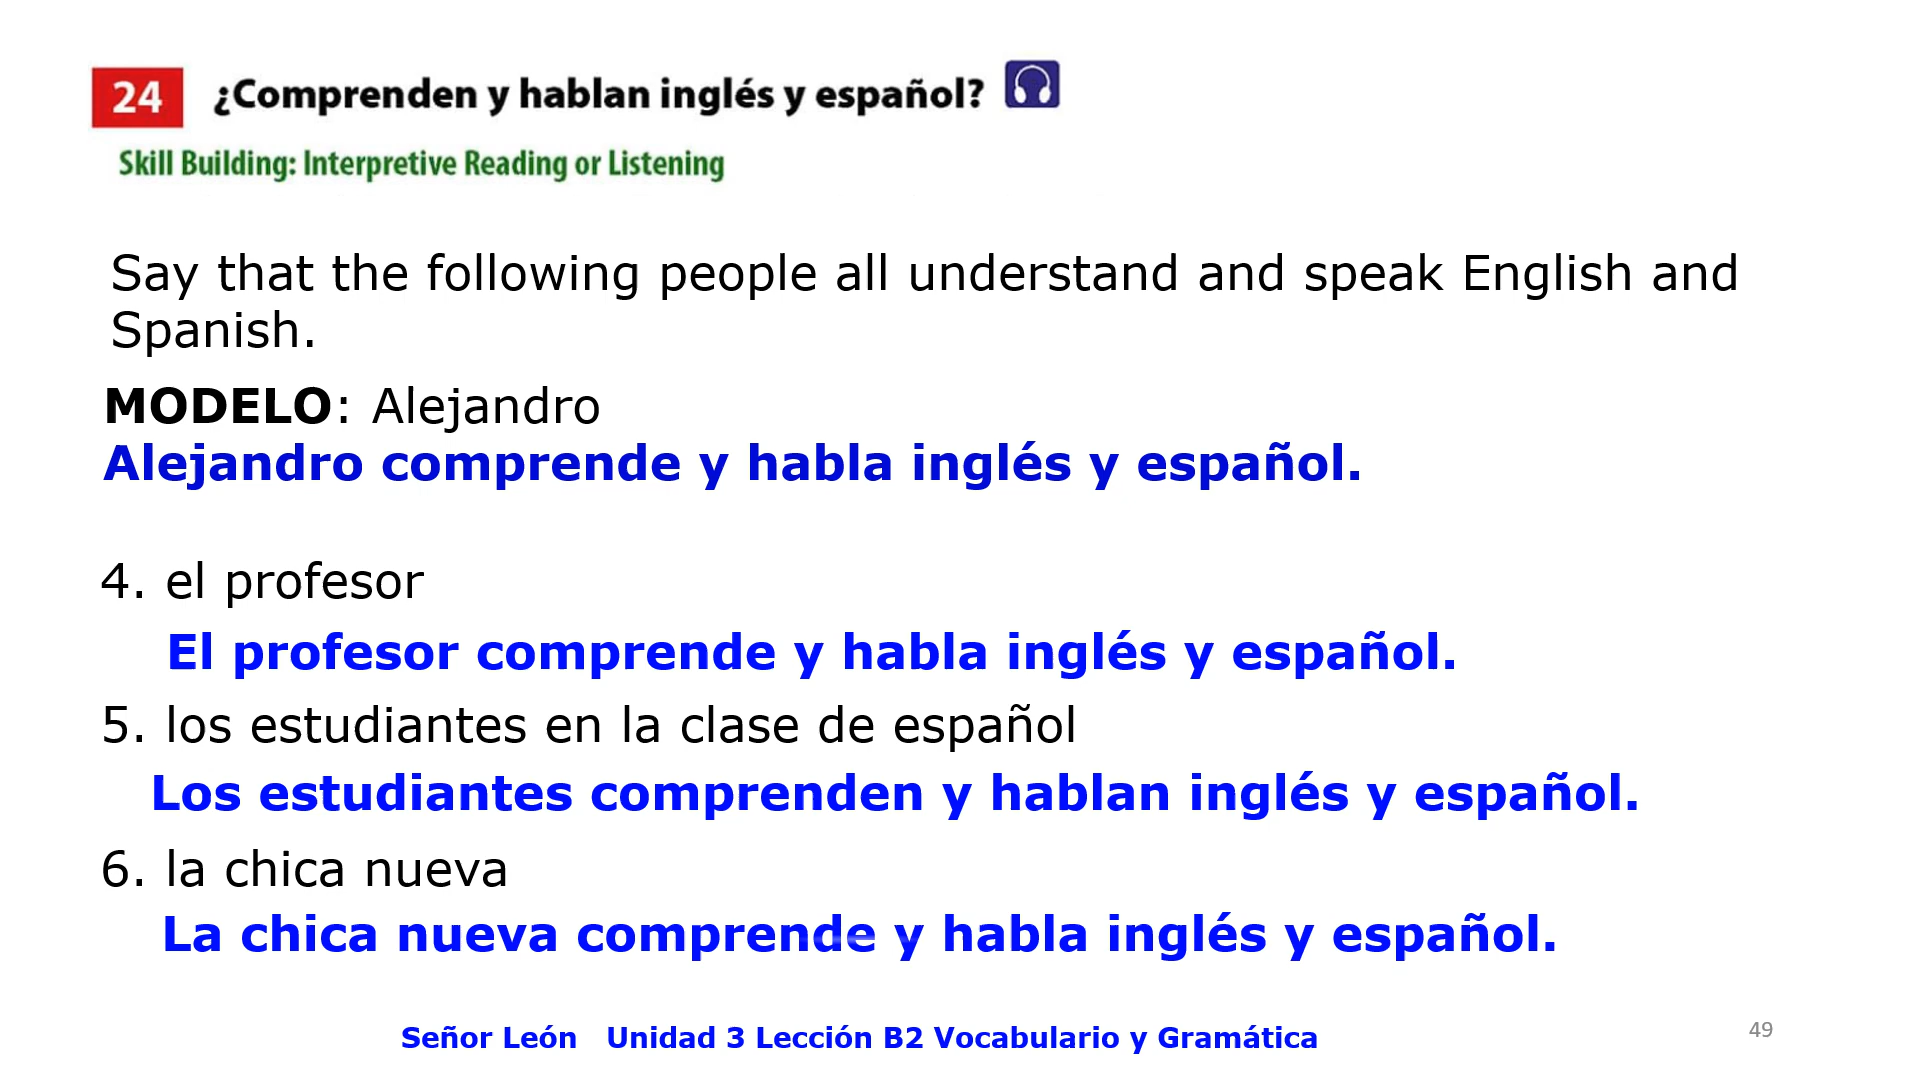 24 ¿Comprenden y hablan inglés y español?
Skill Building: Interpretive Reading or Listening
Say that the following people all understand and speak English and
Spanish.
MODELO: Alejandro
Alejandro comprende y habla inglés y español.
4. el profesor
El profesor comprende y habla inglés y español.
5. los estudiantes en la clase de español
Los estudiantes comprenden y hablan inglés y español.
6. la chica nueva
La chica nueva comprende y habla inglés y español.
Señor León Unidad 3 Lección B2 Vocabulario y Gramática
49